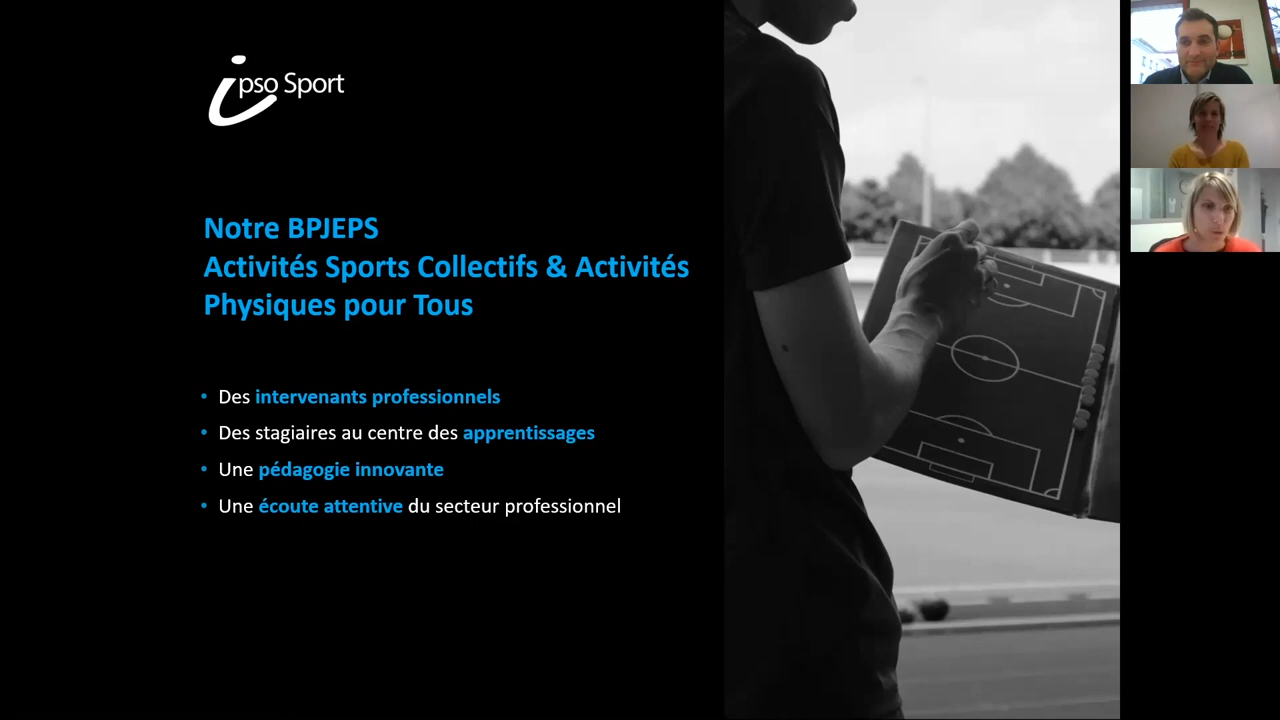 ipso Sport
Notre BPJEPS
Activités Sports Collectifs & Activités
Physiques pour Tous
• Des intervenants professionnels
• Des stagiaires au centre des apprentissages
• Une pédagogie innovante
• Une écoute attentive du secteur professionnel